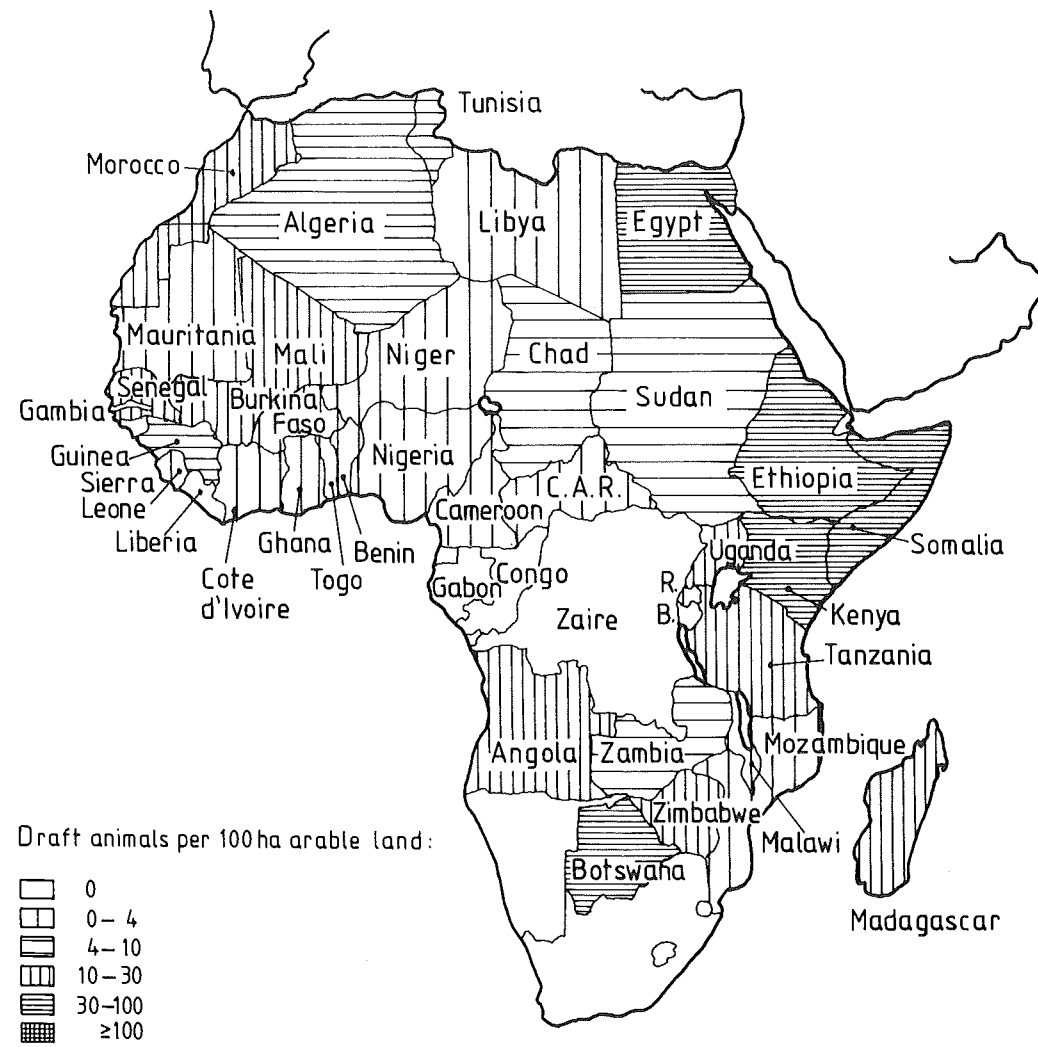 Tunisia
Morocco
Algeria
Libya
Egypt
Mauritania
Mali
Niger
Chad
Sudan
Senegal
Gambia
Burkina
Faso
Guinea
Nigeria
Ethiopia
Sierra
Leone
C.A.R.
Cameroon
Liberia
Ghana
Benin
Somalia
Uganda
Cote
d'Ivoire
Togo
Gabon
Congo
R.
B.
Zaire
Kenya
Tanzania
Angola
Zambia
Mozambique
Zimbabwe
Malawi
Botswana
Madagascar
Draft animals per 100 ha arable land:
0
0–4
4–10
10–30
30–100
≥100